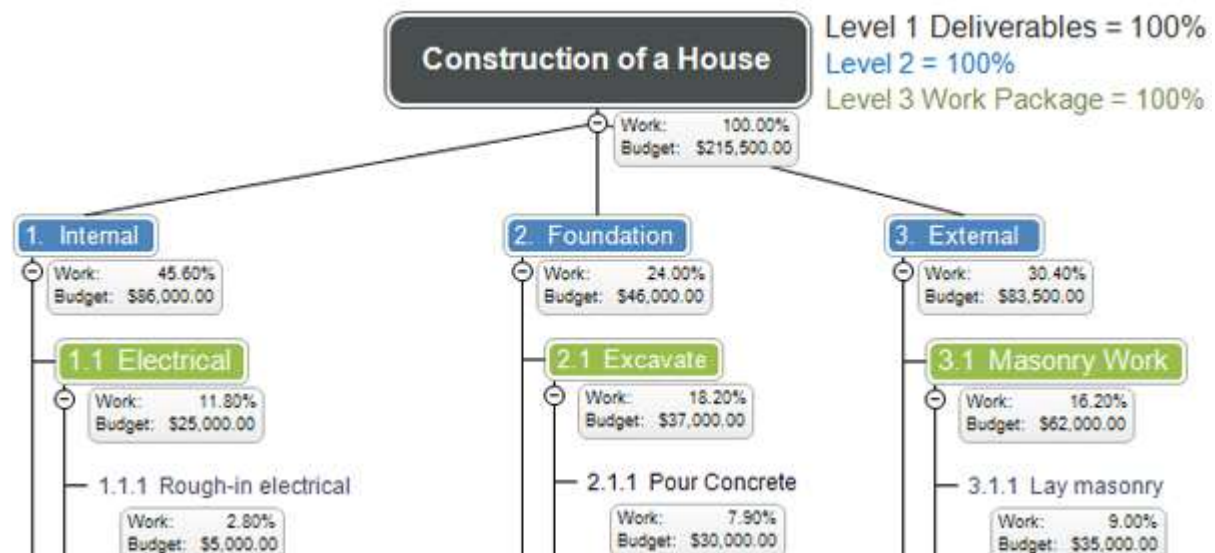 Construction of a House
Level 1 Deliverables = 100%
Level 2 = 100%
Level 3 Work Package = 100%
Work: 100.00%
Budget: $215,500.00
1. Internal
Work: 45.60%
Budget: $86,000.00
1.1 Electrical
Work: 11.80%
Budget: $25,000.00
1.1.1 Rough-in electrical
Work: 2.80%
Budget: $5,000.00
2. Foundation
Work: 24.00%
Budget: $46,000.00
2.1 Excavate
Work: 18.20%
Budget: $37,000.00
2.1.1 Pour Concrete
Work: 7.90%
Budget: $30,000.00
3. External
Work: 30.40%
Budget: $83,500.00
3.1 Masonry Work
Work: 16.20%
Budget: $62,000.00
3.1.1 Lay masonry
Work: 9.00%
Budget: $35,000.00